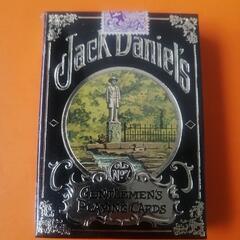 Jack Daniel's
No 7
GENTLEMEN'S
PLAYING CARDS